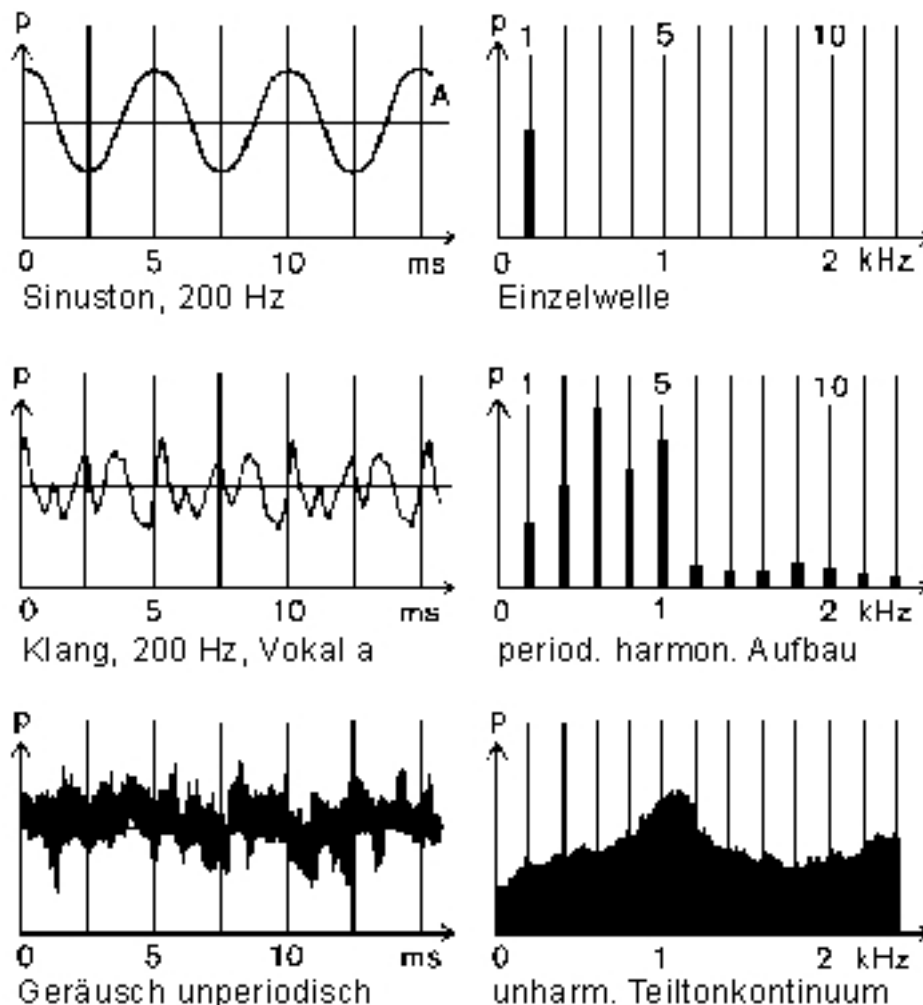 p
A
0 5 10 ms
Sinuston, 200 Hz
p 1 5 10
0 1 2 kHz
Einzelwelle
p
0 5 10 ms
Klang, 200 Hz, Vokal a
p 1 5 10
0 1 2 kHz
period. harmon. Aufbau
p
0 5 10 ms
Geräusch unperiodisch
p
0 1 2 kHz
unharm. Teiltonkontinuum